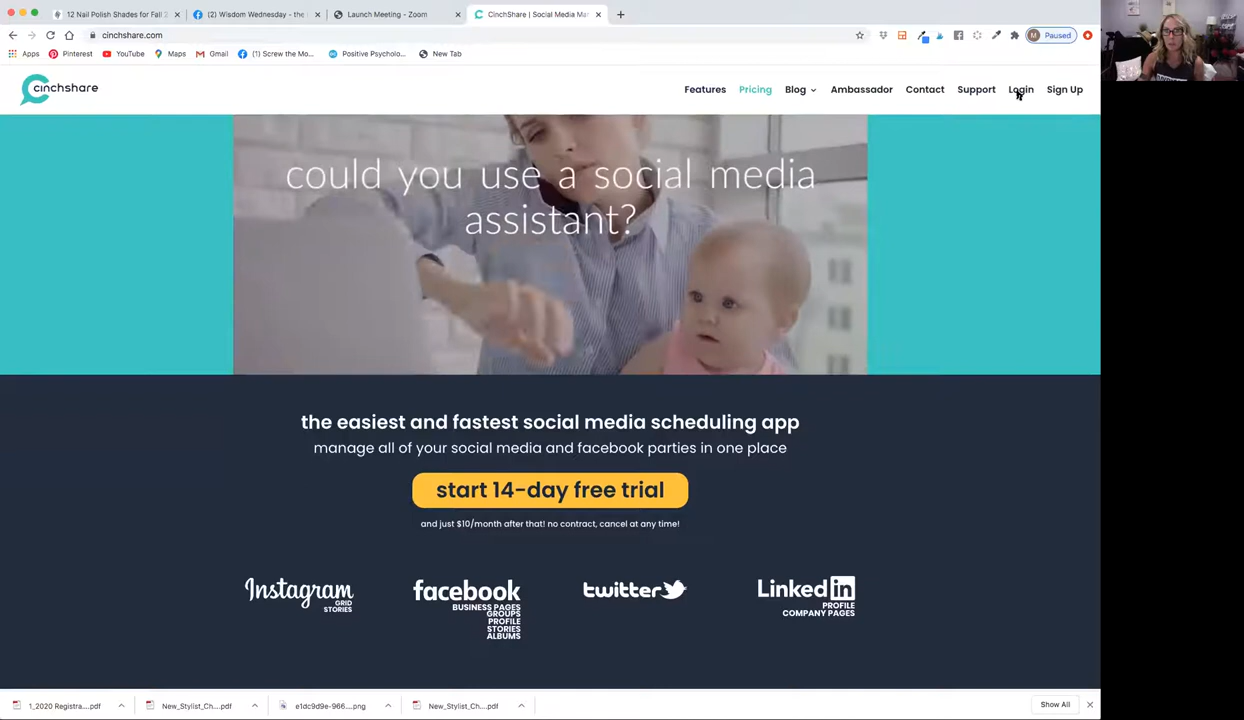 12 Nail Polish Shades for Fall 2
(2) Wisdom Wednesday - the
Launch Meeting - Zoom
CinchShare | Social Media Ma
cinchshare.com
Paused
Apps
Pinterest
YouTube
Maps
Gmail
(1) Screw the Mo...
Positive Psycholo...
New Tab
cinchshare
Features
Pricing
Blog
Ambassador
Contact
Support
Login
Sign Up
could you use a social media
assistant?
the easiest and fastest social media scheduling app
manage all of your social media and facebook parties in one place
start 14-day free trial
and just $10/month after that! no contract, cancel at any time!
Instagram
GRID
STORIES
facebook
BUSINESS PAGES
GROUPS
PROFILE
STORIES
ALBUMS
twitter
Linked in
PROFILE
COMPANY PAGES
1_2020 Registra....pdf
New_Stylist_Ch....pdf
e1dc9d9e-966....png
New_Stylist_Ch....pdf
Show All